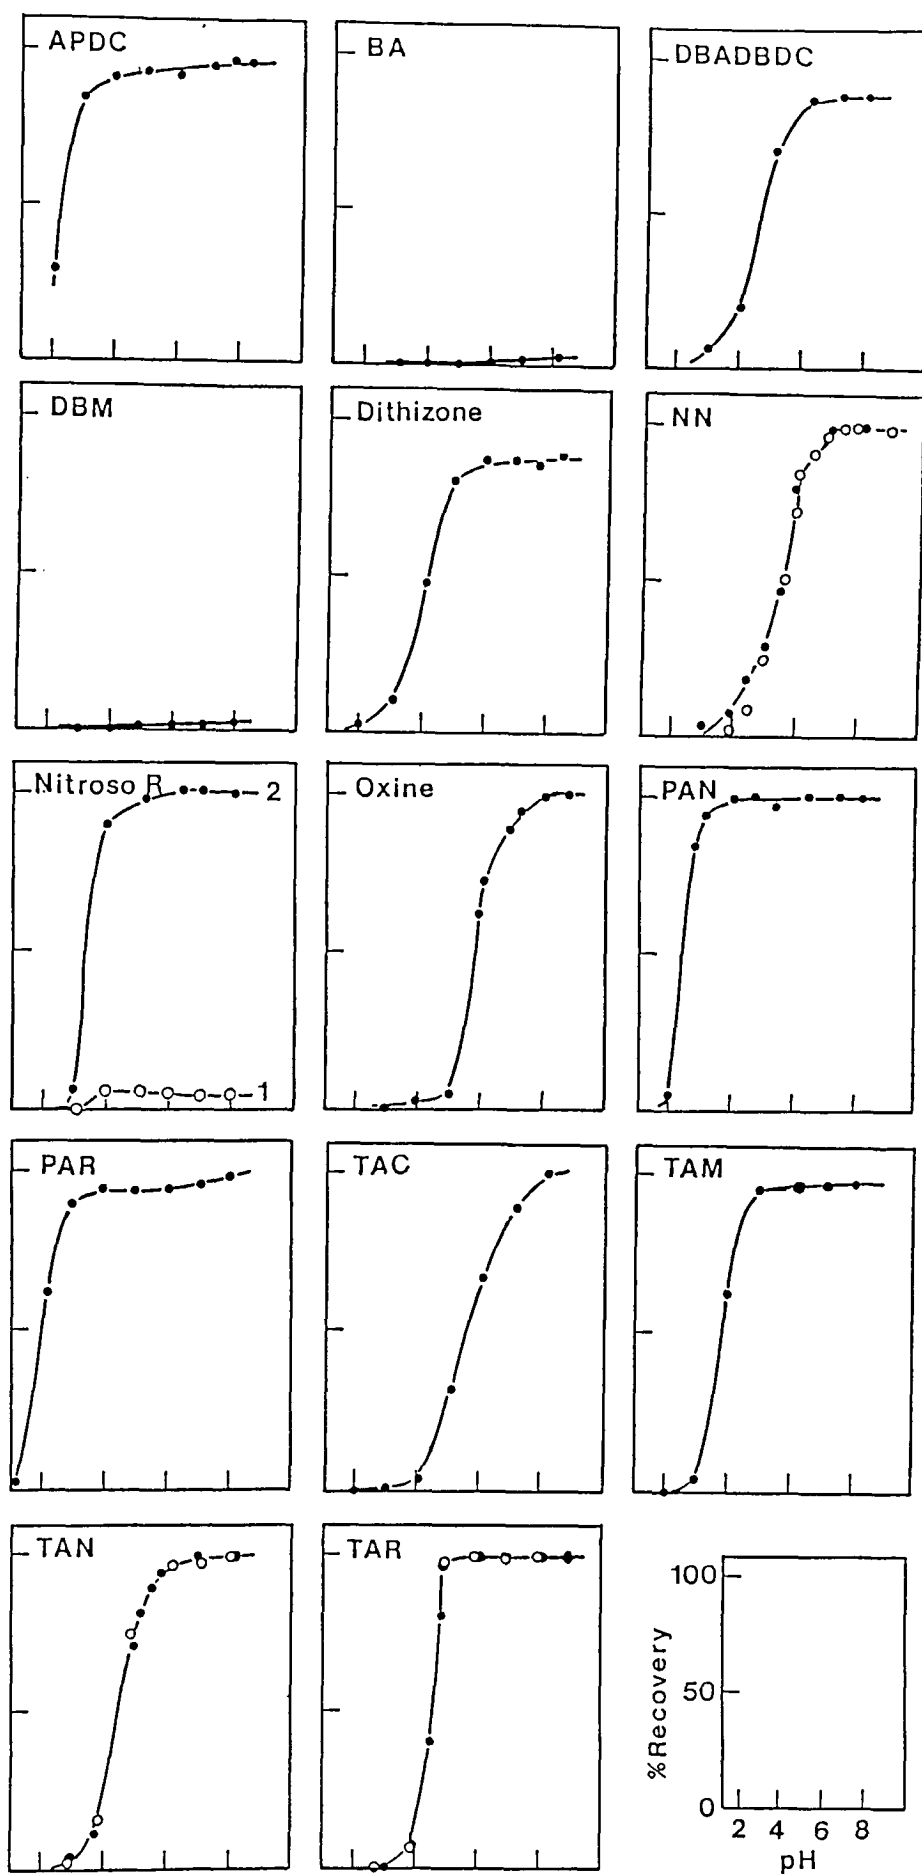 APDC
BA
DBADBDC
DBM
Dithizone
NN
Nitroso R
2
1
Oxine
PAN
PAR
TAC
TAM
TAN
TAR
%Recovery
100
50
0
2 4 6 8
pH